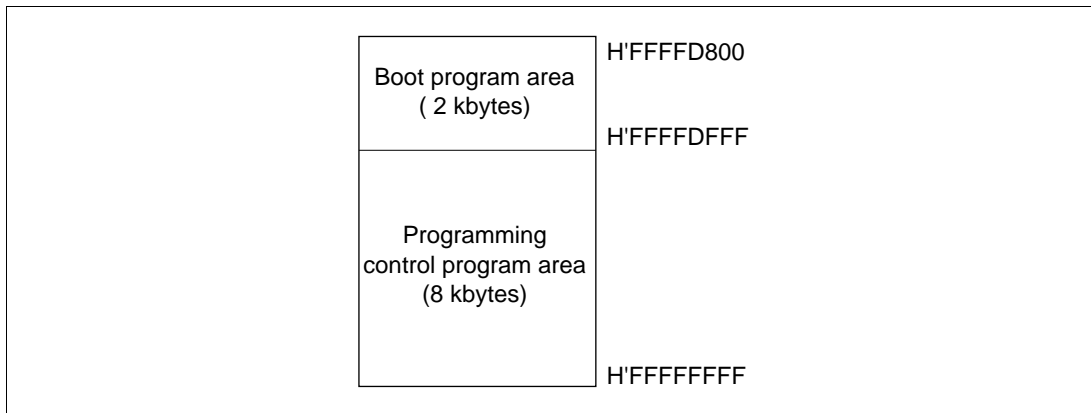 H'FFFFD800
Boot program area
( 2 kbytes)
H'FFFFDFFF
Programming
control program area
(8 kbytes)
H'FFFFFFFF